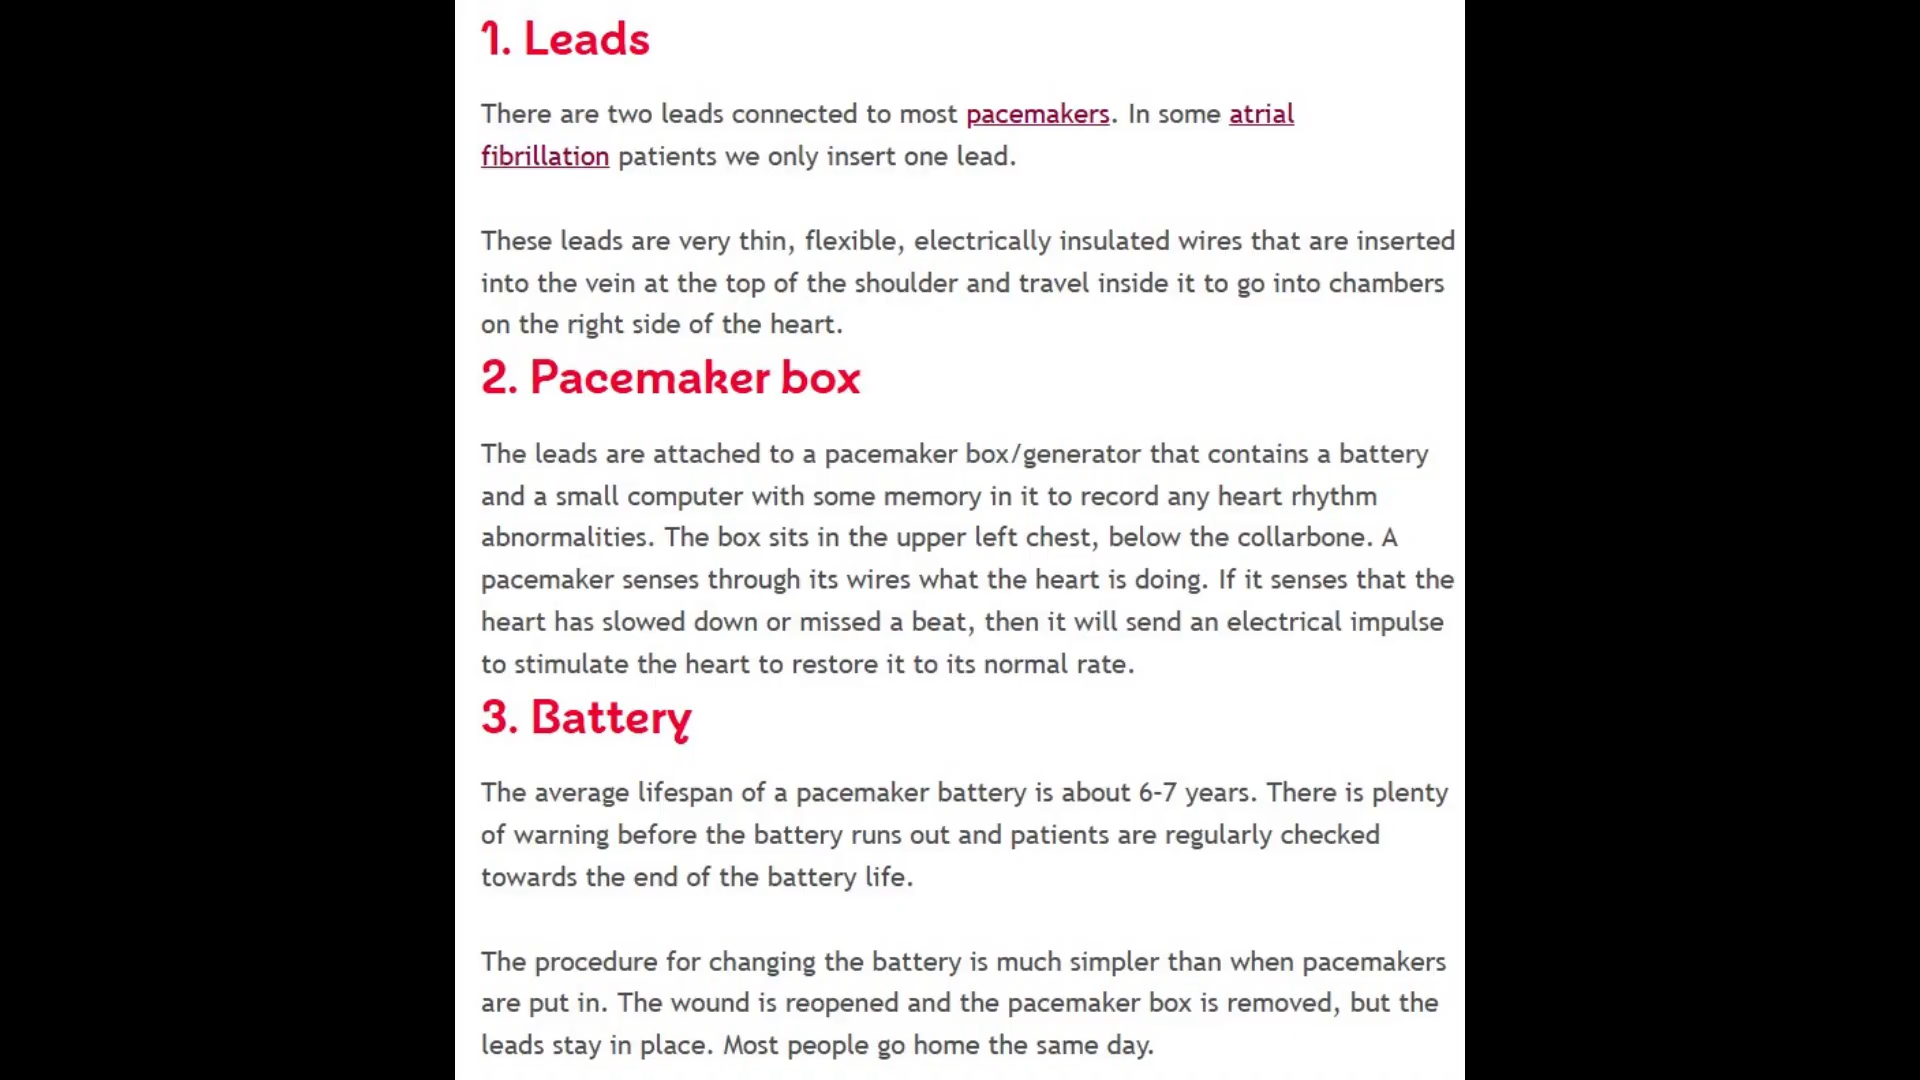 1. Leads
There are two leads connected to most pacemakers. In some atrial
fibrillation patients we only insert one lead.
These leads are very thin, flexible, electrically insulated wires that are inserted
into the vein at the top of the shoulder and travel inside it to go into chambers
on the right side of the heart.
2. Pacemaker box
The leads are attached to a pacemaker box/generator that contains a battery
and a small computer with some memory in it to record any heart rhythm
abnormalities. The box sits in the upper left chest, below the collarbone. A
pacemaker senses through its wires what the heart is doing. If it senses that the
heart has slowed down or missed a beat, then it will send an electrical impulse
to stimulate the heart to restore it to its normal rate.
3. Battery
The average lifespan of a pacemaker battery is about 6-7 years. There is plenty
of warning before the battery runs out and patients are regularly checked
towards the end of the battery life.
The procedure for changing the battery is much simpler than when pacemakers
are put in. The wound is reopened and the pacemaker box is removed, but the
leads stay in place. Most people go home the same day.